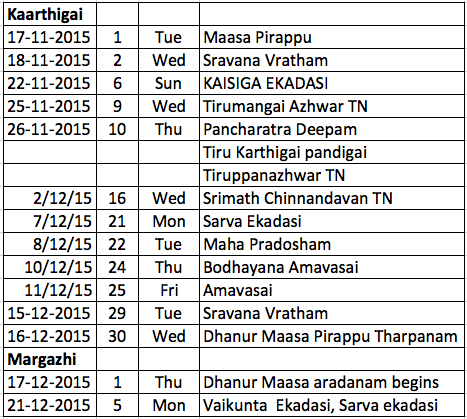 Kaarthigai
17-11-2015 1 Tue Maasa Pirappu
18-11-2015 2 Wed Sravana Vratham
22-11-2015 6 Sun KAISIGA EKADASI
25-11-2015 9 Wed Tirumangai Azhwar TN
26-11-2015 10 Thu Pancharatra Deepam
Tiru Karthigai pandigai
Tiruppanazhwar TN
2/12/15 16 Wed Srimath Chinnandavan TN
7/12/15 21 Mon Sarva Ekadasi
8/12/15 22 Tue Maha Pradosham
10/12/15 24 Thu Bodhayana Amavasai
11/12/15 25 Fri Amavasai
15-12-2015 29 Tue Sravana Vratham
16-12-2015 30 Wed Dhanur Maasa Pirappu Tharpanam
Margazhi
17-12-2015 1 Thu Dhanur Maasa aradanam begins
21-12-2015 5 Mon Vaikunta Ekadasi, Sarva ekadasi